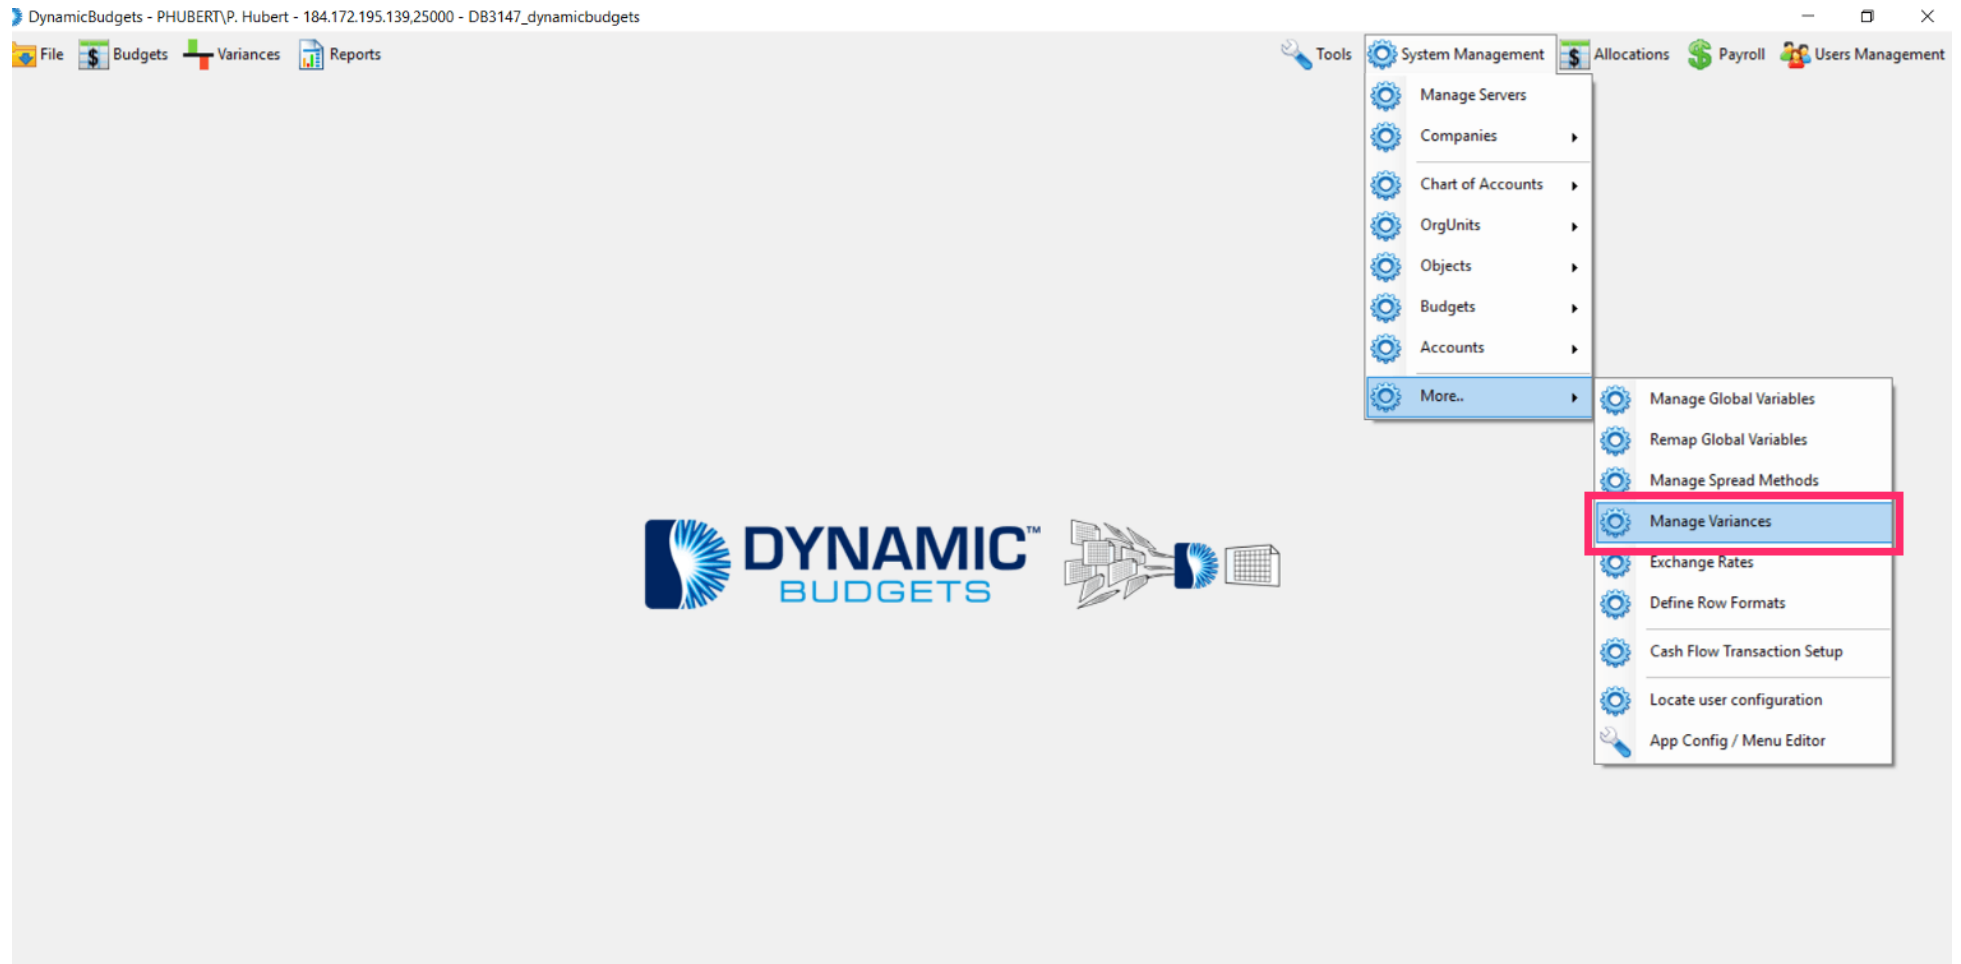 DynamicBudgets - PHUBERT\P. Hubert - 184.172.195.139,25000 - DB3147_dynamicbudgets
File Budgets Variances Reports Tools System Management Allocations Payroll Users Management
Manage Servers
Companies
Chart of Accounts
OrgUnits
Objects
Budgets
Accounts
More..
Manage Global Variables
Remap Global Variables
Manage Spread Methods
Manage Variances
Exchange Rates
Define Row Formats
Cash Flow Transaction Setup
Locate user configuration
App Config / Menu Editor
DYNAMIC™
BUDGETS